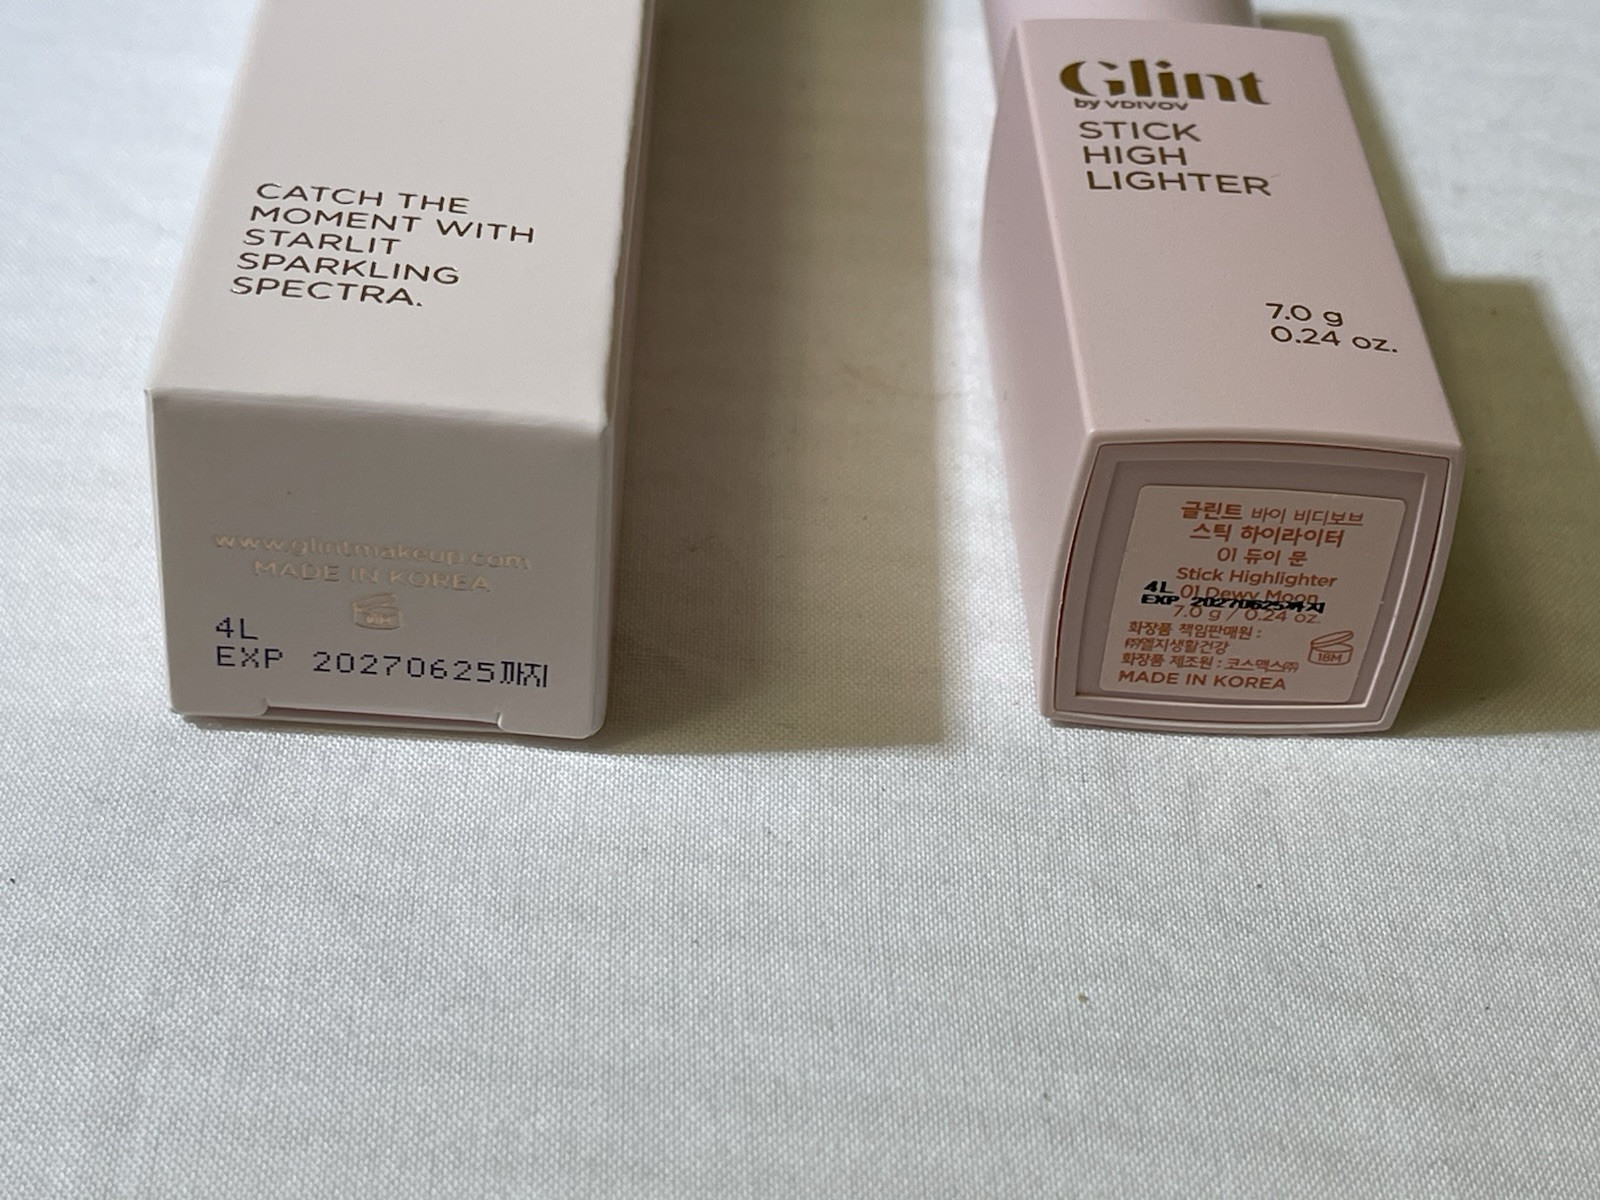 CATCH THE
MOMENT WITH
STARLIT
SPARKLING
SPECTRA.
www.glintmakeup.com
MADE IN KOREA
18M
4L
EXP 20270625까지
Glint
by VDIVOV
STICK
HIGH
LIGHTER
7.0 g
0.24 oz.
글린트 바이 비디보브
스틱 하이라이터
01 듀이 문
Stick Highlighter
01 Dewy Moon
4L
EXP 20270625까지
7.0 g / 0.24 oz.
화장품 책임판매원 :
㈜엘지생활건강
화장품 제조원 : 코스맥스㈜
MADE IN KOREA
18M